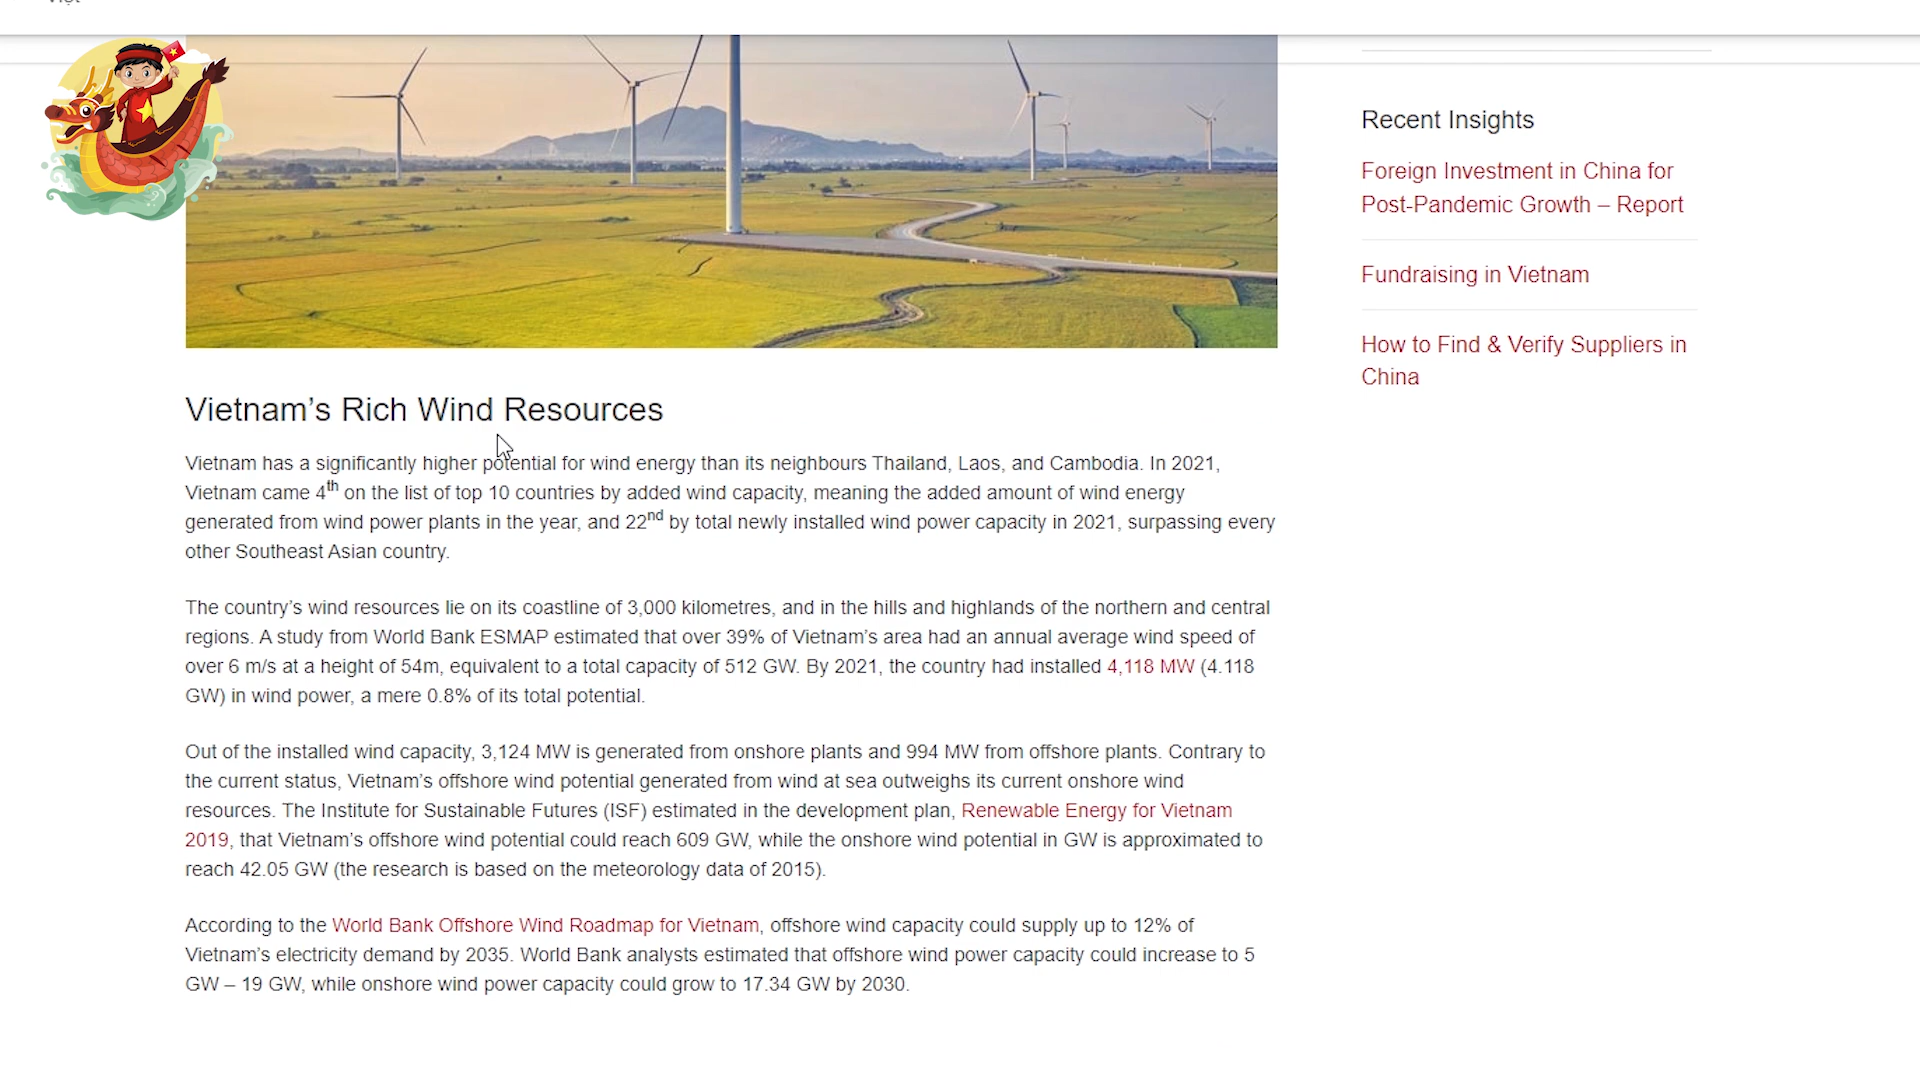 Vietnam's Rich Wind Resources
Vietnam has a significantly higher potential for wind energy than its neighbours Thailand, Laos, and Cambodia. In 2021,
Vietnam came 4th on the list of top 10 countries by added wind capacity, meaning the added amount of wind energy
generated from wind power plants in the year, and 22nd by total newly installed wind power capacity in 2021, surpassing every
other Southeast Asian country.
The country's wind resources lie on its coastline of 3,000 kilometres, and in the hills and highlands of the northern and central
regions. A study from World Bank ESMAP estimated that over 39% of Vietnam's area had an annual average wind speed of
over 6 m/s at a height of 54m, equivalent to a total capacity of 512 GW. By 2021, the country had installed 4,118 MW (4.118
GW) in wind power, a mere 0.8% of its total potential.
Out of the installed wind capacity, 3,124 MW is generated from onshore plants and 994 MW from offshore plants. Contrary to
the current status, Vietnam's offshore wind potential generated from wind at sea outweighs its current onshore wind
resources. The Institute for Sustainable Futures (ISF) estimated in the development plan, Renewable Energy for Vietnam
2019, that Vietnam's offshore wind potential could reach 609 GW, while the onshore wind potential in GW is approximated to
reach 42.05 GW (the research is based on the meteorology data of 2015).
According to the World Bank Offshore Wind Roadmap for Vietnam, offshore wind capacity could supply up to 12% of
Vietnam's electricity demand by 2035. World Bank analysts estimated that offshore wind power capacity could increase to 5
GW – 19 GW, while onshore wind power capacity could grow to 17.34 GW by 2030.
Recent Insights
Foreign Investment in China for
Post-Pandemic Growth – Report
Fundraising in Vietnam
How to Find & Verify Suppliers in
China